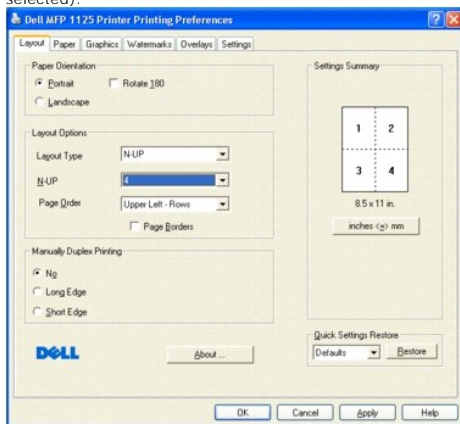 selected).
Dell MFP 1125 Printer Printing Preferences
Layout Paper Graphics Watermarks Overlays Settings
Paper Orientation
Portrait
Rotate 180
Landscape
Layout Options
Layout Type
N-UP
N-UP
4
Page Order
Upper Left - Rows
Page Borders
Manually Duplex Printing
No
Long Edge
Short Edge
DELL
About ...
Settings Summary
1 2
3 4
8.5 x 11 in.
inches <=> mm
Quick Settings Restore
Defaults
Restore
OK Cancel Apply Help